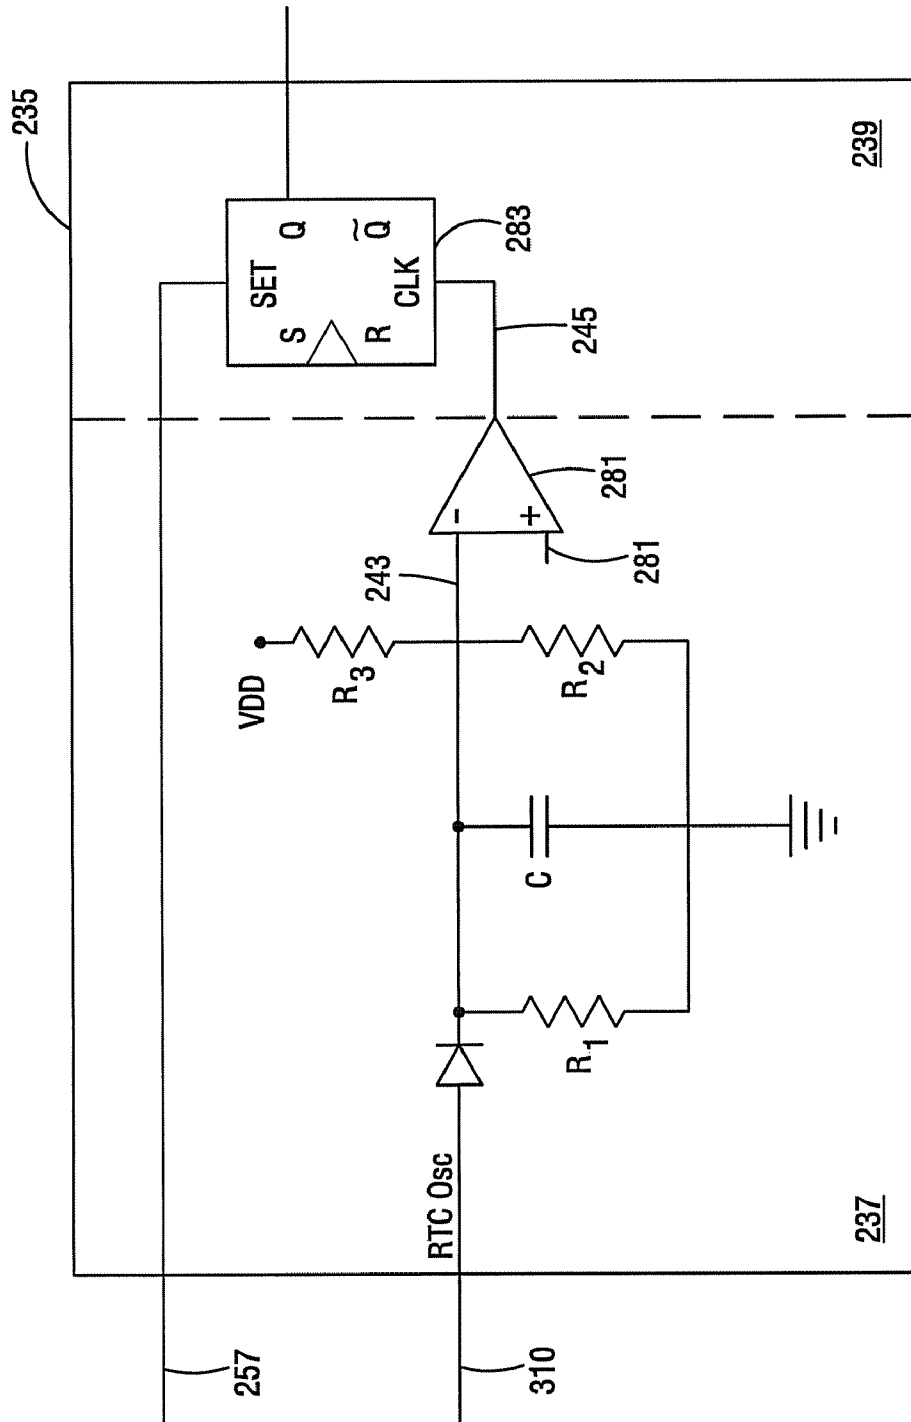 235
239
SET
Q
S
R
Q̃
CLK
283
245
VDD
R3
243
-
+
281
281
R2
C
R1
RTC Osc
237
257
310